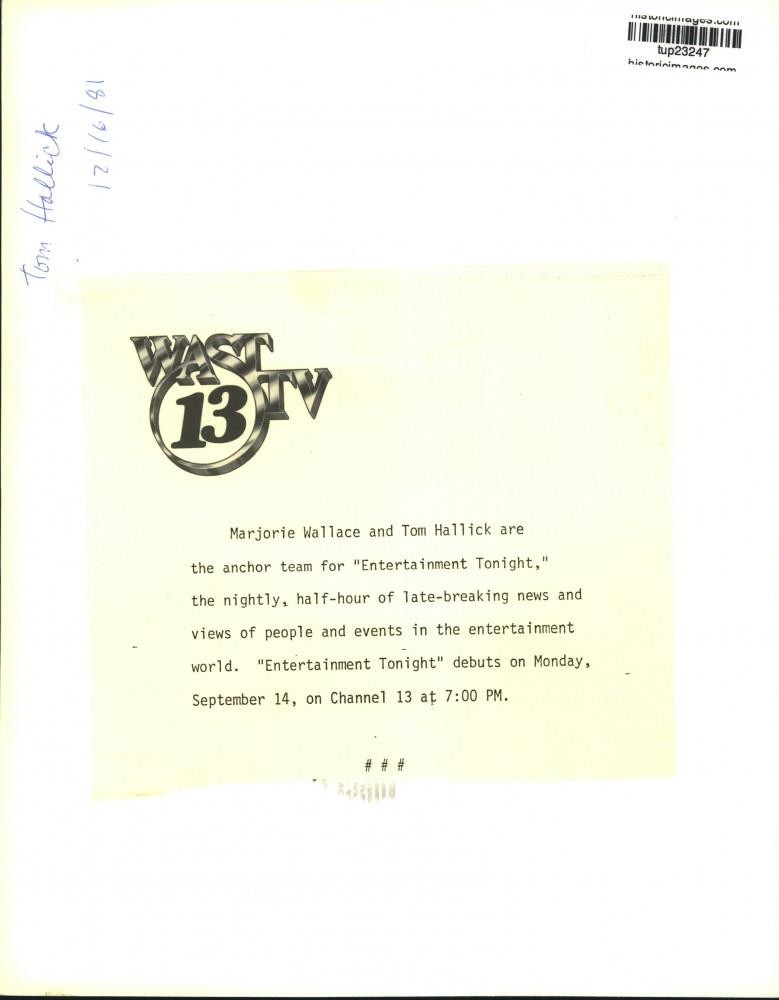 historicimages.com
tup23247
historicimages.com
Tom Hallick
12/16/81
WAST
TV
13
Marjorie Wallace and Tom Hallick are
the anchor team for "Entertainment Tonight,"
the nightly, half-hour of late-breaking news and
views of people and events in the entertainment
world. "Entertainment Tonight" debuts on Monday,
September 14, on Channel 13 at 7:00 PM.
# # #